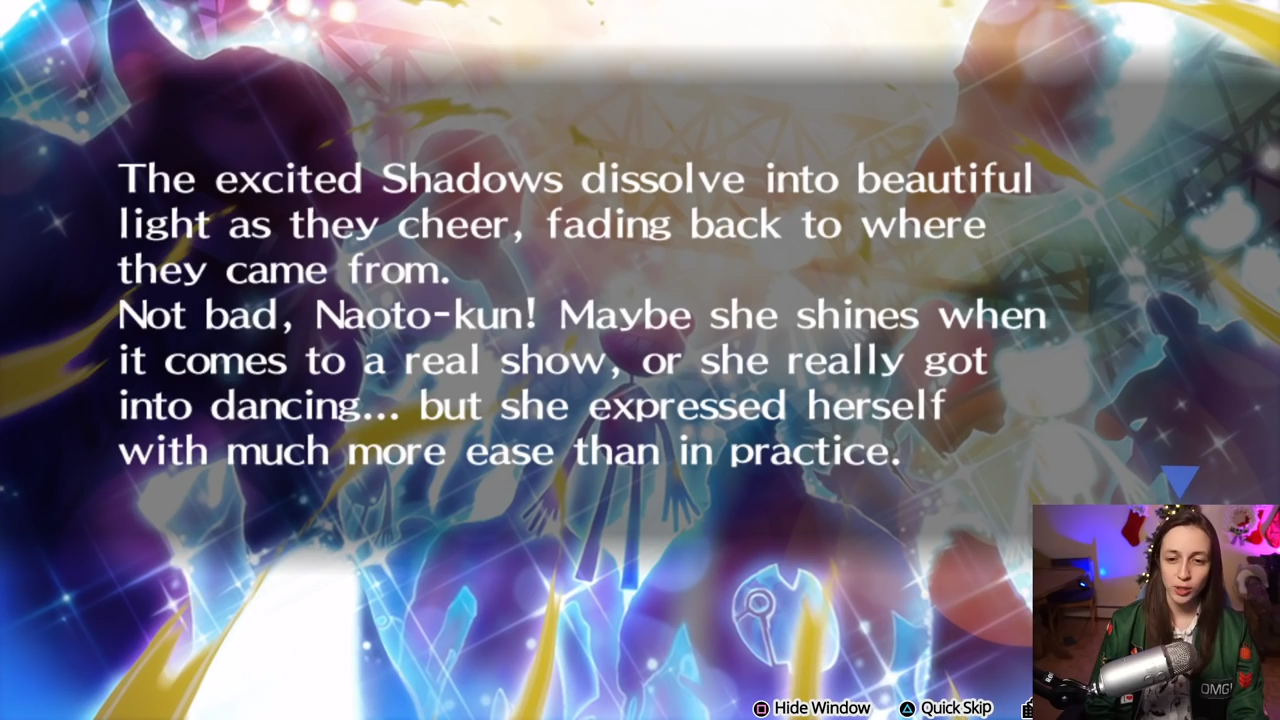 The excited Shadows dissolve into beautiful
light as they cheer, fading back to where
they came from.
Not bad, Naoto-kun! Maybe she shines when
it comes to a real show, or she really got
into dancing... but she expressed herself
with much more ease than in practice.
OMG!
Hide Window Quick Skip